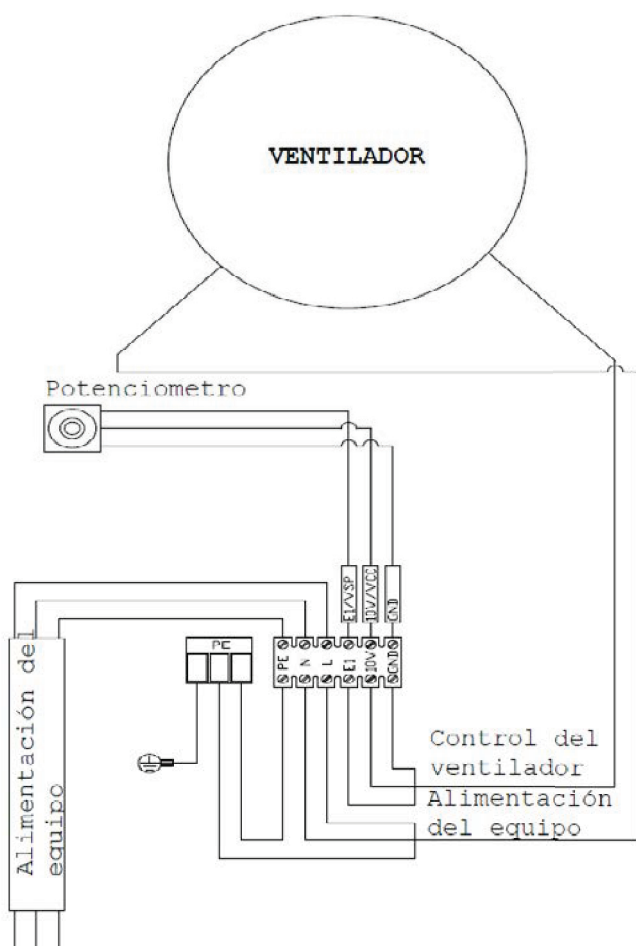 VENTILADOR
Potenciometro
E1/VSP
10V/VCC
GND
PE
PE
N
L
E1
10V
GND
Alimentación del
equipo
Control del
ventilador
Alimentación
del equipo